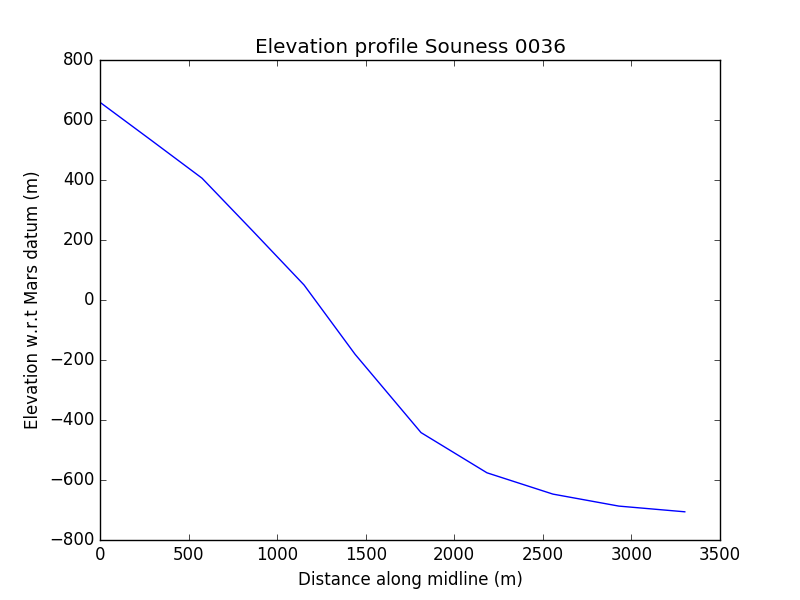 Elevation profile Souness 0036
800
600
400
200
0
−200
−400
−600
−800
Elevation w.r.t Mars datum (m)
0 500 1000 1500 2000 2500 3000 3500
Distance along midline (m)